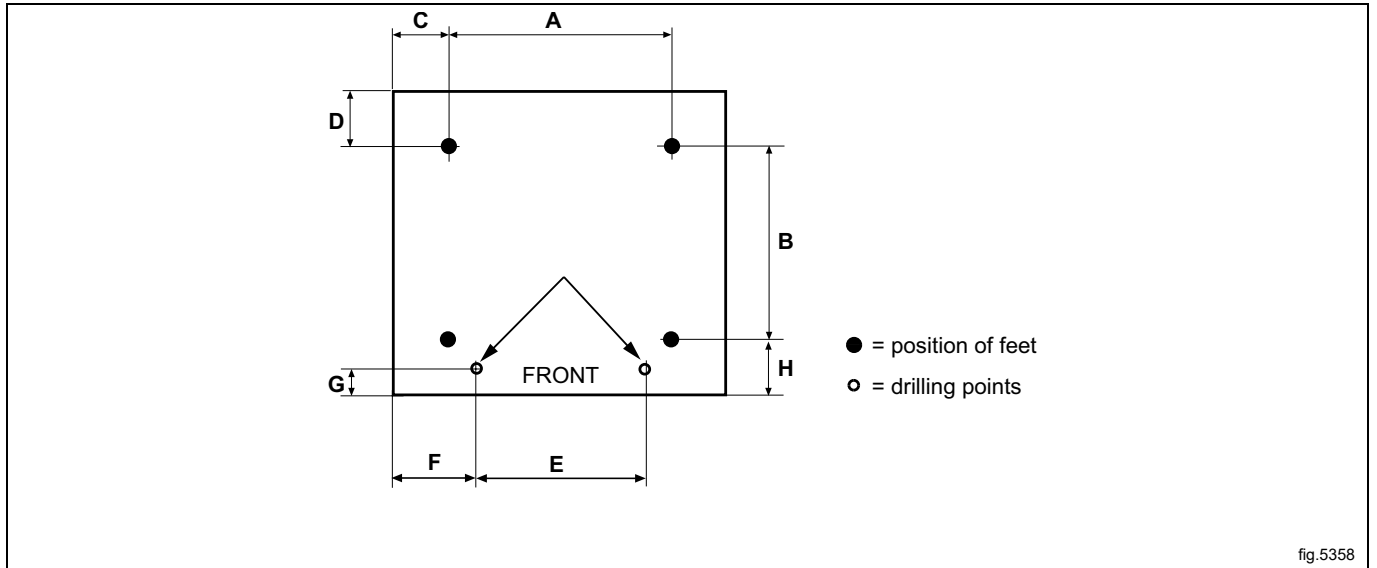 C
A
D
B
● = position of feet
H
G
FRONT
○ = drilling points
F
E
fig.5358